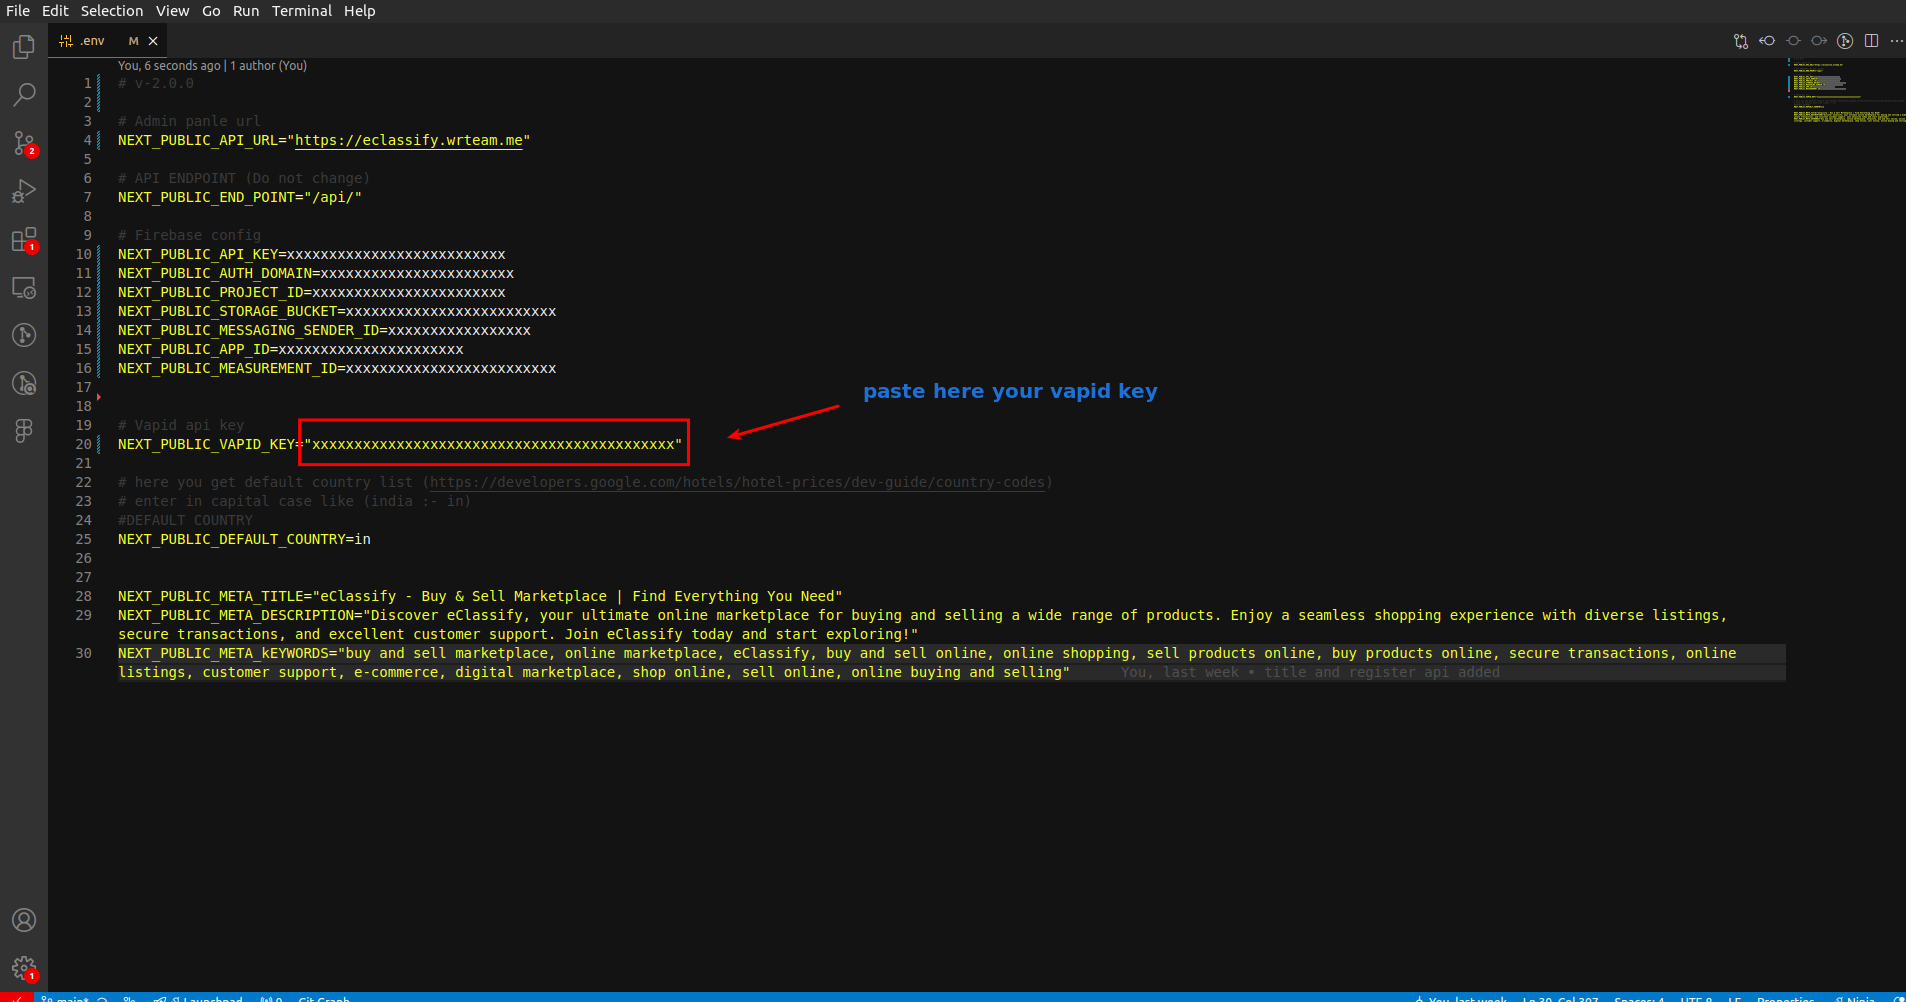 File Edit Selection View Go Run Terminal Help
.env M
You, 6 seconds ago | 1 author (You)
1 # v-2.0.0
2
3 # Admin panle url
4 NEXT_PUBLIC_API_URL="https://eclassify.wrteam.me"
5
6 # API ENDPOINT (Do not change)
7 NEXT_PUBLIC_END_POINT="/api/"
8
9 # Firebase config
10 NEXT_PUBLIC_API_KEY=xxxxxxxxxxxxxxxxxxxxxxxxxx
11 NEXT_PUBLIC_AUTH_DOMAIN=xxxxxxxxxxxxxxxxxxxxxxx
12 NEXT_PUBLIC_PROJECT_ID=xxxxxxxxxxxxxxxxxxxxxxx
13 NEXT_PUBLIC_STORAGE_BUCKET=xxxxxxxxxxxxxxxxxxxxxxxxx
14 NEXT_PUBLIC_MESSAGING_SENDER_ID=xxxxxxxxxxxxxxxxx
15 NEXT_PUBLIC_APP_ID=xxxxxxxxxxxxxxxxxxxxxx
16 NEXT_PUBLIC_MEASUREMENT_ID=xxxxxxxxxxxxxxxxxxxxxxxxx
17
paste here your vapid key
18
19 # Vapid api key
20 NEXT_PUBLIC_VAPID_KEY="xxxxxxxxxxxxxxxxxxxxxxxxxxxxxxxxxxxxxxxxxxx"
21
22 # here you get default country list (https://developers.google.com/hotels/hotel-prices/dev-guide/country-codes)
23 # enter in capital case like (india :- in)
24 #DEFAULT COUNTRY
25 NEXT_PUBLIC_DEFAULT_COUNTRY=in
26
27
28 NEXT_PUBLIC_META_TITLE="eClassify - Buy & Sell Marketplace | Find Everything You Need"
29 NEXT_PUBLIC_META_DESCRIPTION="Discover eClassify, your ultimate online marketplace for buying and selling a wide range of products. Enjoy a seamless shopping experience with diverse listings,
secure transactions, and excellent customer support. Join eClassify today and start exploring!"
30 NEXT_PUBLIC_META_kEYWORDS="buy and sell marketplace, online marketplace, eClassify, buy and sell online, online shopping, sell products online, buy products online, secure transactions, online
listings, customer support, e-commerce, digital marketplace, shop online, sell online, online buying and selling" You, last week • title and register api added
2
1
1
main* Launchpad 0 Git Graph You, last week Ln 30, Col 307 Spaces: 4 UTF-8 LF Properties Ninja